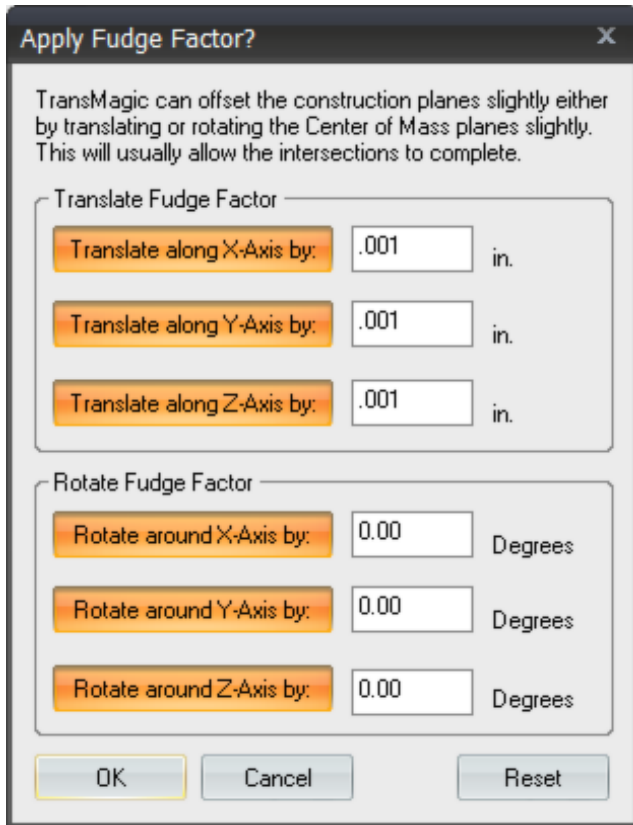 Apply Fudge Factor?
X
TransMagic can offset the construction planes slightly either
by translating or rotating the Center of Mass planes slightly.
This will usually allow the intersections to complete.
Translate Fudge Factor
Translate along X-Axis by: .001 in.
Translate along Y-Axis by: .001 in.
Translate along Z-Axis by: .001 in.
Rotate Fudge Factor
Rotate around X-Axis by: 0.00 Degrees
Rotate around Y-Axis by: 0.00 Degrees
Rotate around Z-Axis by: 0.00 Degrees
OK Cancel Reset